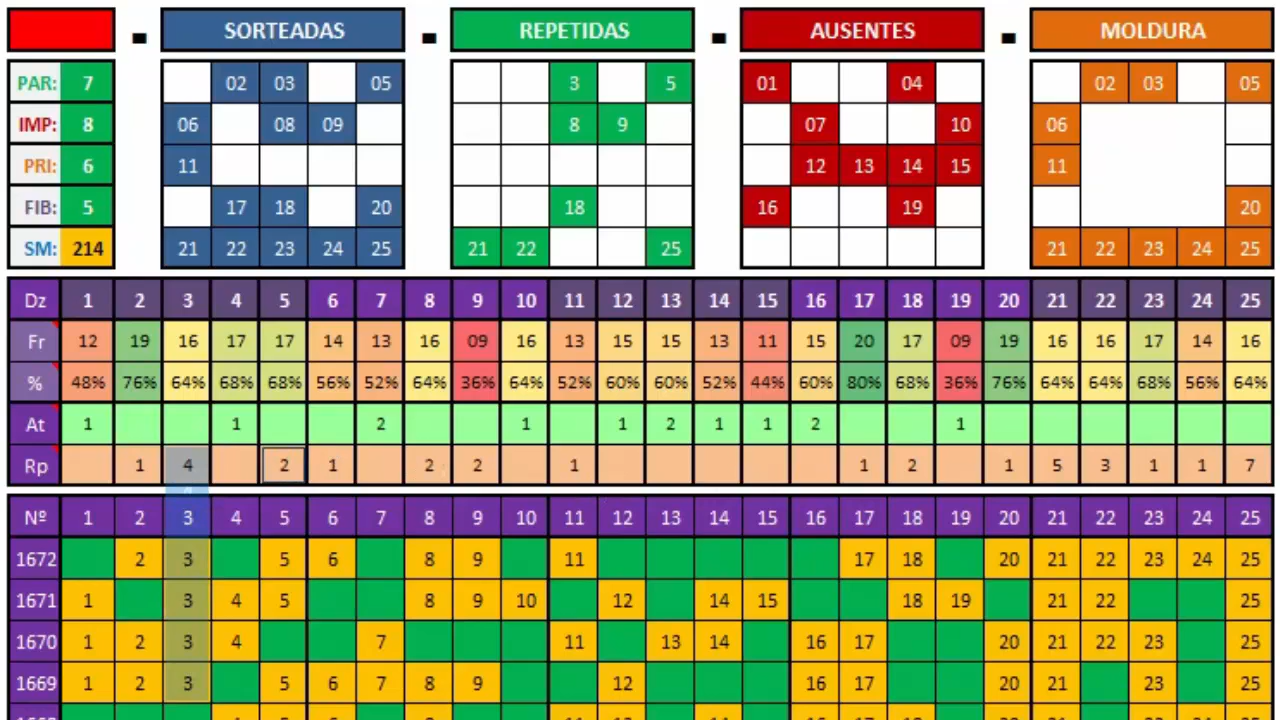 SORTEADAS REPETIDAS AUSENTES MOLDURA
PAR: 7 02 03 05 3 5 01 04 02 03 05
IMP: 8 06 08 09 8 9 07 10 06
PRI: 6 11 12 13 14 15 11
FIB: 5 17 18 20 18 16 19 20
SM: 214 21 22 23 24 25 21 22 25 21 22 23 24 25
Dz 1 2 3 4 5 6 7 8 9 10 11 12 13 14 15 16 17 18 19 20 21 22 23 24 25
Fr 12 19 16 17 17 14 13 16 09 16 13 15 15 13 11 15 20 17 09 19 16 16 17 14 16
% 48% 76% 64% 68% 68% 56% 52% 64% 36% 64% 52% 60% 60% 52% 44% 60% 80% 68% 36% 76% 64% 64% 68% 56% 64%
At 1 1 2 1 1 2 1 1 2 1
Rp 1 4 2 1 2 2 1 1 2 1 5 3 1 1 7
Nº 1 2 3 4 5 6 7 8 9 10 11 12 13 14 15 16 17 18 19 20 21 22 23 24 25
1672 2 3 5 6 8 9 11 17 18 20 21 22 23 24 25
1671 1 3 4 5 8 9 10 12 14 15 18 19 21 22 25
1670 1 2 3 4 7 11 13 14 16 17 20 21 22 23 25
1669 1 2 3 5 6 7 8 9 12 16 17 20 21 23 25